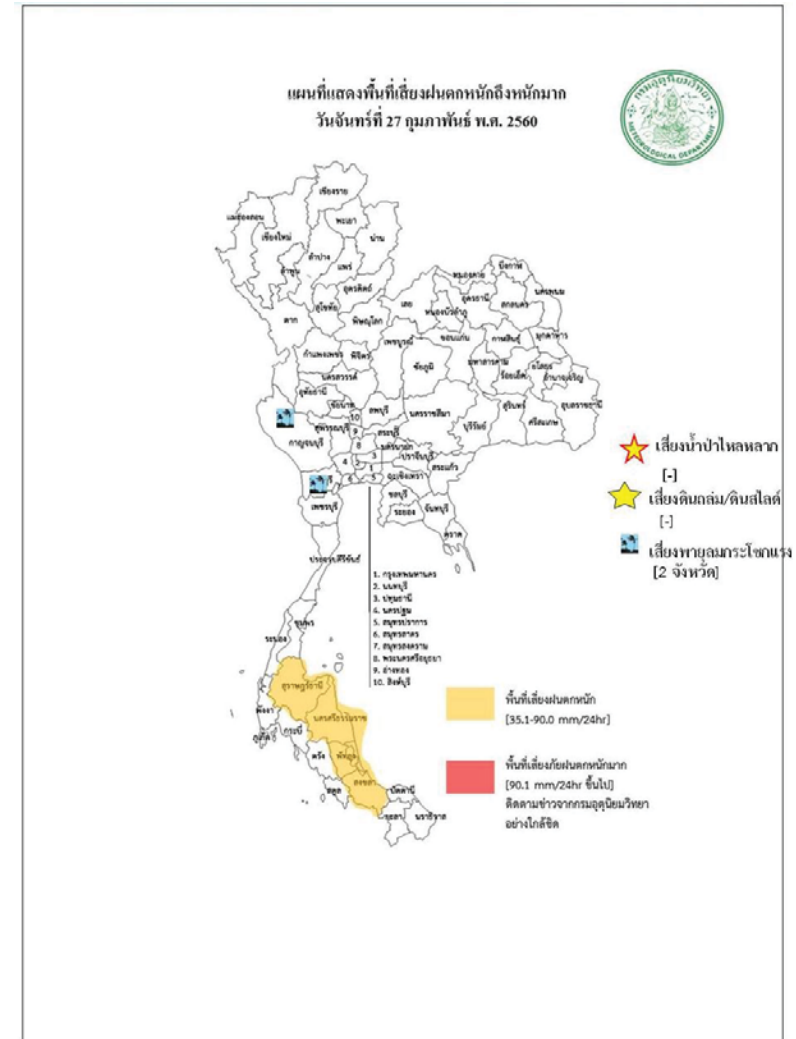 แผนที่แสดงพื้นที่เสี่ยงฝนตกหนักถึงหนักมาก
วันจันทร์ที่ 27 กุมภาพันธ์ พ.ศ. 2560
กรมอุตุนิยมวิทยา
METEOROLOGICAL DEPARTMENT
เชียงราย
แม่ฮ่องสอน
พะเยา
เชียงใหม่
น่าน
ลำปาง
แพร่
ลำพูน
บึงกาฬ
หนองคาย
อุตรดิตถ์
เลย
อุดรธานี
สกลนคร
นครพนม
สุโขทัย
หนองบัวลำภู
ตาก
พิษณุโลก
ขอนแก่น
กาฬสินธุ์
มุกดาหาร
เพชรบูรณ์
กำแพงเพชร
พิจิตร
ชัยภูมิ
มหาสารคาม
ร้อยเอ็ด
ยโสธร
อำนาจเจริญ
นครสวรรค์
อุทัยธานี
ชัยนาท
ลพบุรี
นครราชสีมา
บุรีรัมย์
สุรินทร์
ศรีสะเกษ
อุบลราชธานี
10
สุพรรณบุรี
9
สระบุรี
กาญจนบุรี
8
นครนายก
3
ปราจีนบุรี
4
2
1
สระแก้ว
6
5
ฉะเชิงเทรา
ชลบุรี
เพชรบุรี
ระยอง
จันทบุรี
ตราด
ประจวบคีรีขันธ์
เสี่ยงน้ำป่าไหลหลาก
[-]
เสี่ยงดินถล่ม/ดินสไลด์
[-]
เสี่ยงพายุลมกระโชกแรง
[2 จังหวัด]
1. กรุงเทพมหานคร
2. นนทบุรี
3. ปทุมธานี
4. นครปฐม
5. สมุทรปราการ
6. สมุทรสาคร
7. สมุทรสงคราม
8. พระนครศรีอยุธยา
9. อ่างทอง
10. สิงห์บุรี
ชุมพร
ระนอง
สุราษฎร์ธานี
พังงา
นครศรีธรรมราช
กระบี่
ภูเก็ต
ตรัง
พัทลุง
สงขลา
สตูล
ปัตตานี
ยะลา
นราธิวาส
พื้นที่เสี่ยงฝนตกหนัก
[35.1-90.0 mm/24hr]
พื้นที่เสี่ยงภัยฝนตกหนักมาก
[90.1 mm/24hr ขึ้นไป]
ติดตามข่าวจากกรมอุตุนิยมวิทยา
อย่างใกล้ชิด